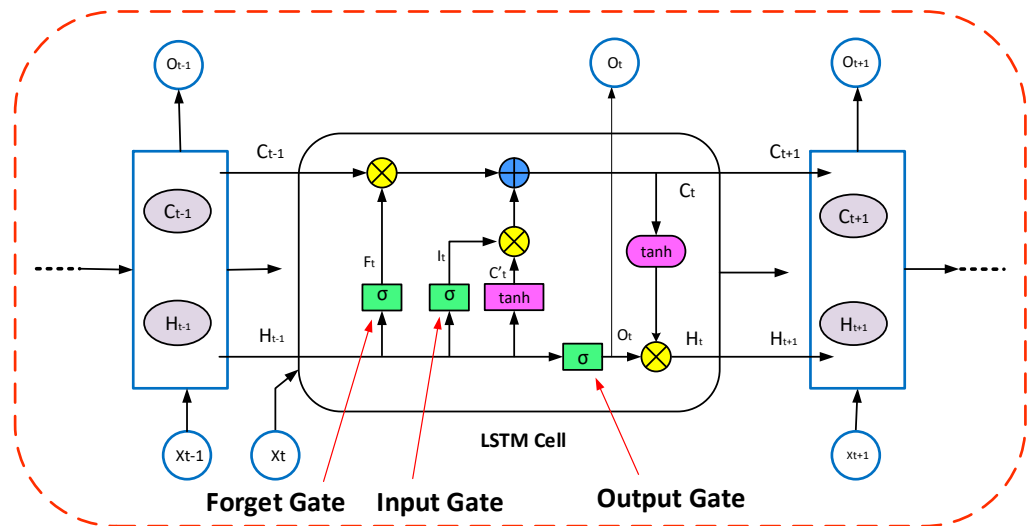 Ot-1
Ot
Ot+1
Ct-1
Ct+1
Ct-1
Ct
Ct+1
Ft
It
C't
tanh
σ
σ
tanh
Ht-1
Ht-1
σ
Ot
Ht
Ht+1
Ht+1
LSTM Cell
Xt-1
Xt
Xt+1
Forget Gate
Input Gate
Output Gate